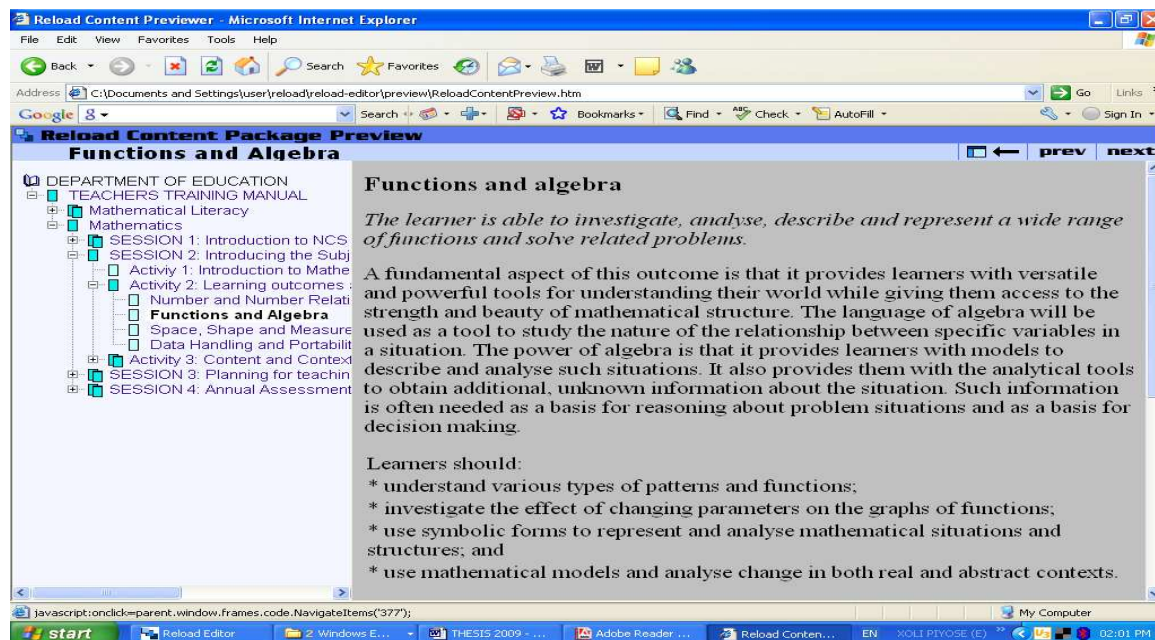 Reload Content Previewer - Microsoft Internet Explorer
File Edit View Favorites Tools Help
Back Search Favorites
Address C:\Documents and Settings\user\reload\reload-editor\preview\ReloadContentPreview.htm Go Links
Google Search Bookmarks Find Check AutoFill Sign In
Reload Content Package Preview
Functions and Algebra prev next
DEPARTMENT OF EDUCATION
TEACHERS TRAINING MANUAL
Mathematical Literacy
Mathematics
SESSION 1: Introduction to NCS
SESSION 2: Introducing the Subj
Activiy 1: Introduction to Mathe
Activity 2: Learning outcomes
Number and Number Relati
Functions and Algebra
Space, Shape and Measure
Data Handling and Portabilit
Activity 3: Content and Context
SESSION 3: Planning for teachin
SESSION 4: Annual Assessment
Functions and algebra
The learner is able to investigate, analyse, describe and represent a wide range
of functions and solve related problems.
A fundamental aspect of this outcome is that it provides learners with versatile
and powerful tools for understanding their world while giving them access to the
strength and beauty of mathematical structure. The language of algebra will be
used as a tool to study the nature of the relationship between specific variables in
a situation. The power of algebra is that it provides learners with models to
describe and analyse such situations. It also provides them with the analytical tools
to obtain additional, unknown information about the situation. Such information
is often needed as a basis for reasoning about problem situations and as a basis for
decision making.
Learners should:
* understand various types of patterns and functions;
* investigate the effect of changing parameters on the graphs of functions;
* use symbolic forms to represent and analyse mathematical situations and
structures; and
* use mathematical models and analyse change in both real and abstract contexts.
javascript:onclick=parent.window.frames.code.NavigateItems('377'); My Computer
start Reload Editor 2 Windows E... THESIS 2009 - ... Adobe Reader ... Reload Conten... EN XOLI PIYOSE (E) 02:01 PM